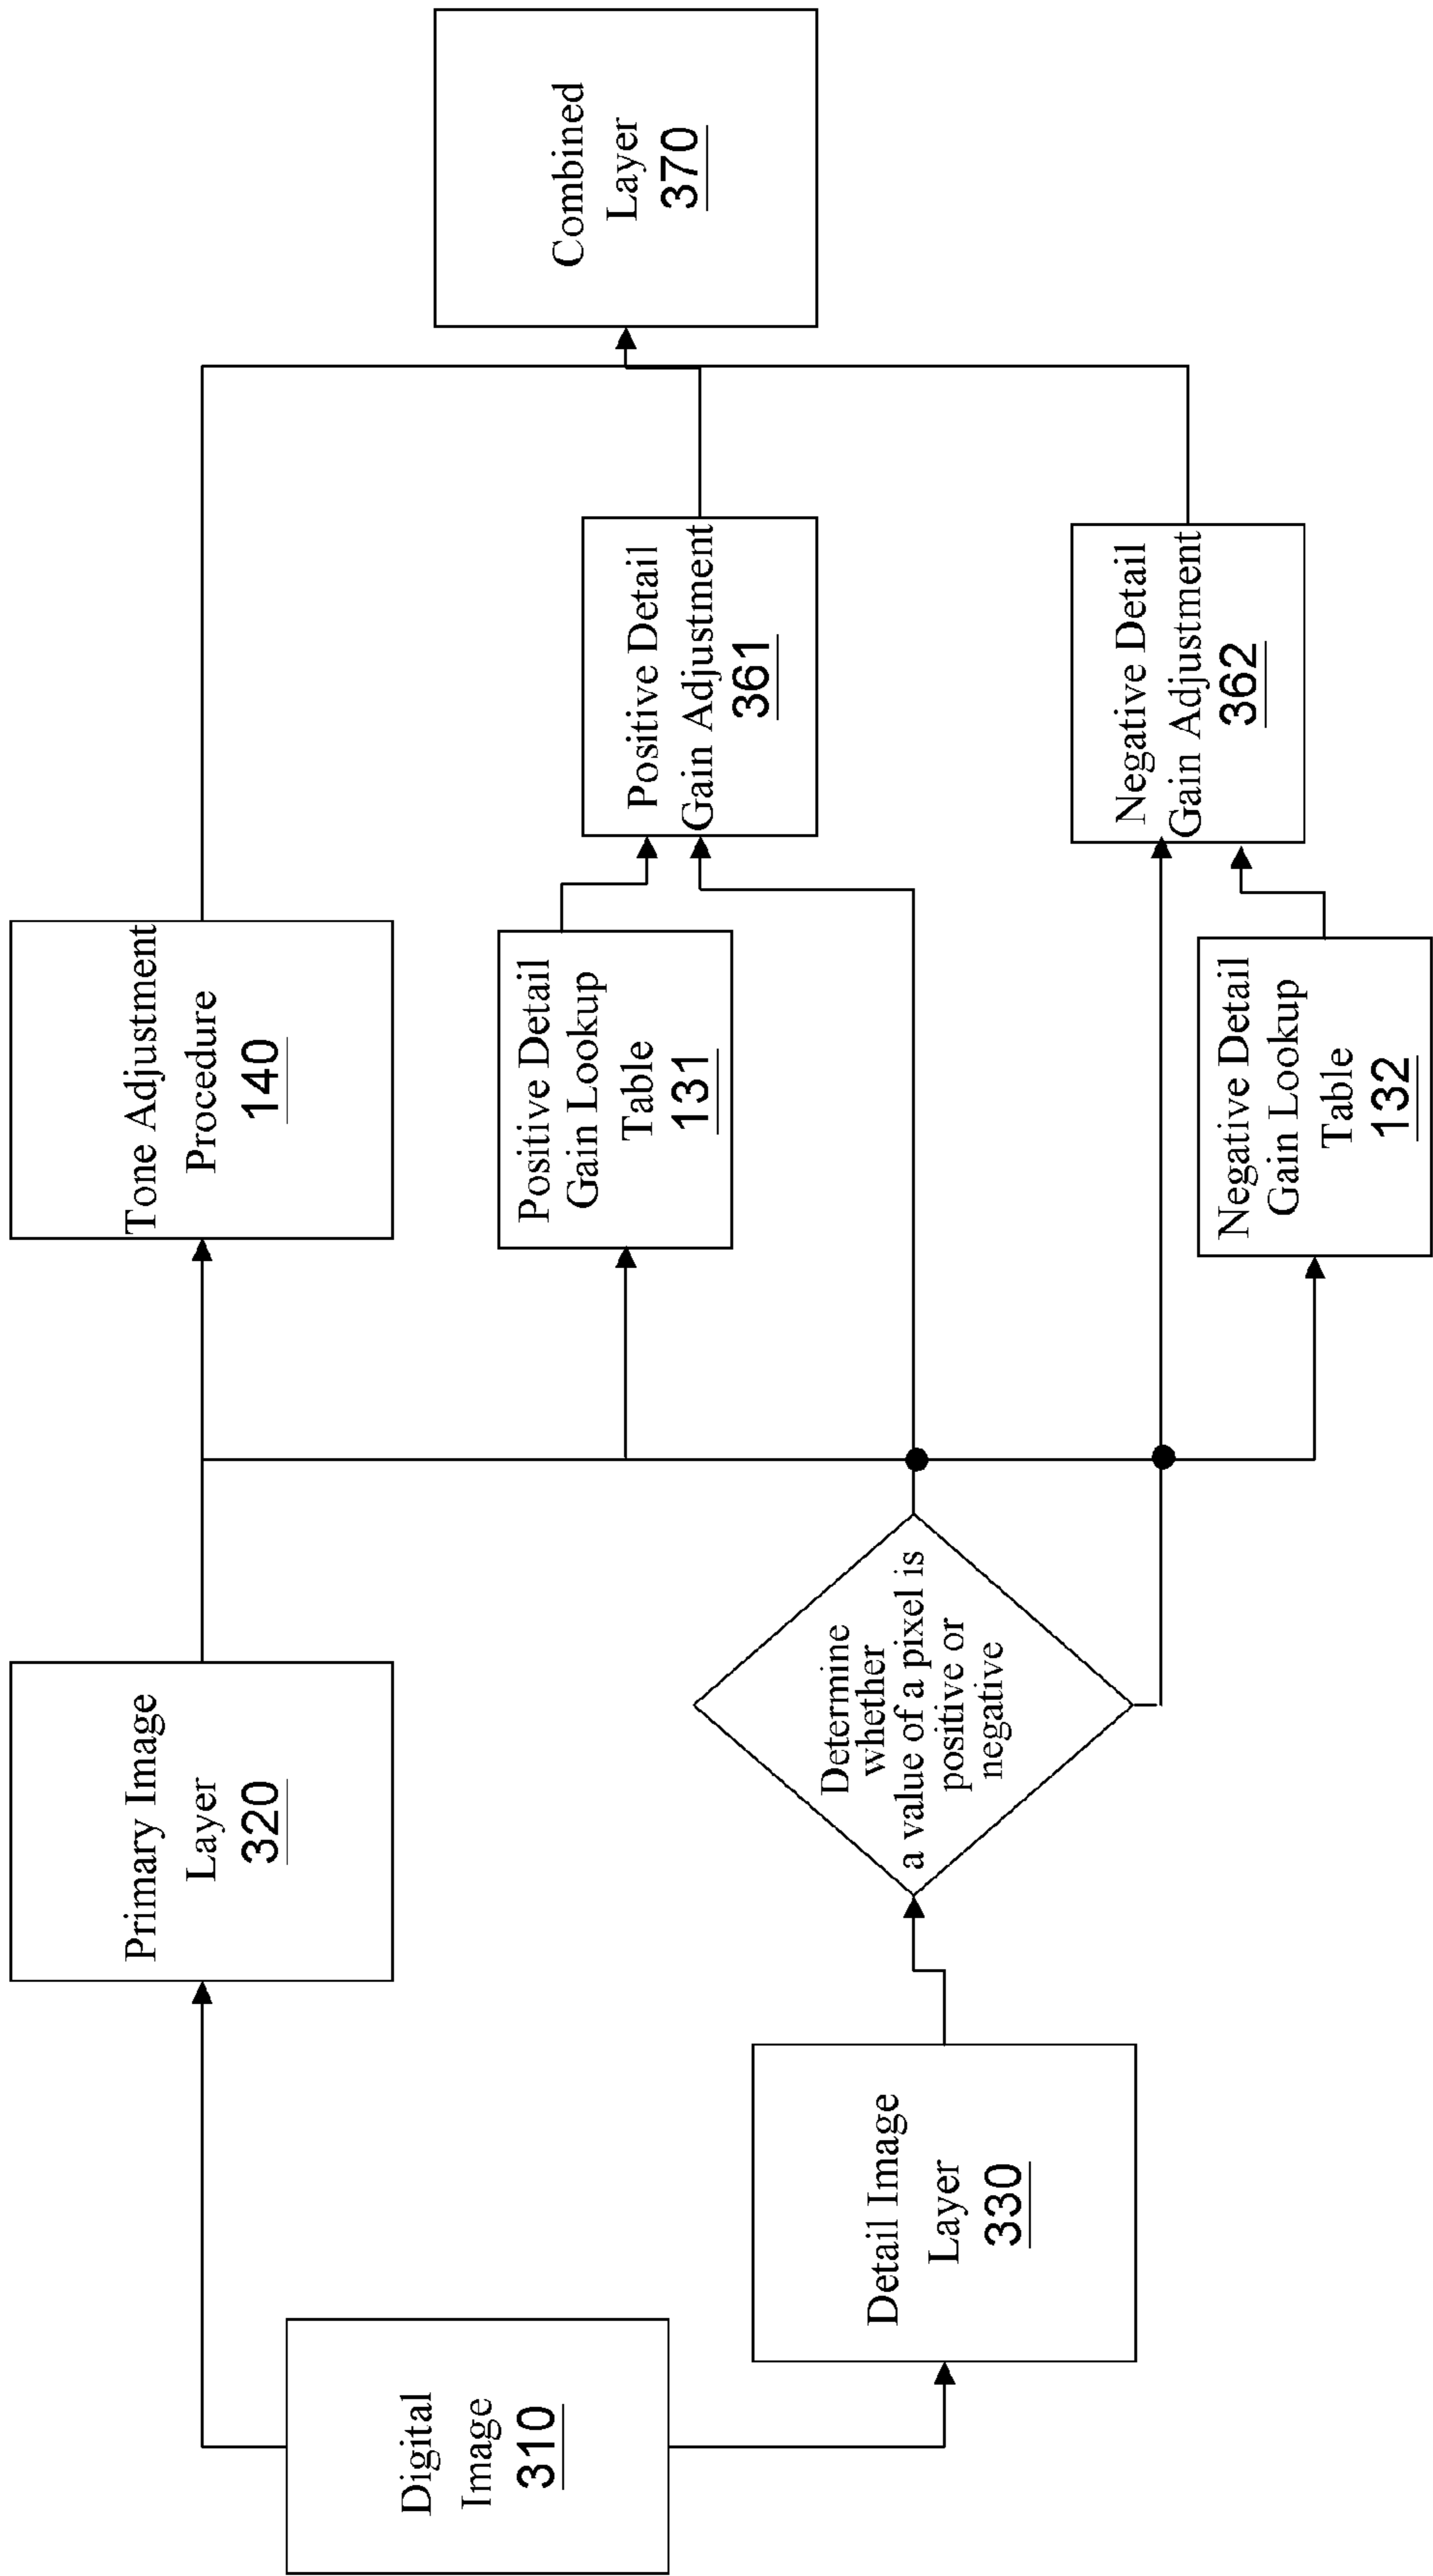 Digital
Image
310
Primary Image
Layer
320
Detail Image
Layer
330
Determine
whether
a value of a pixel is
positive or
negative
Tone Adjustment
Procedure
140
Positive Detail
Gain Lookup
Table
131
Negative Detail
Gain Lookup
Table
132
Positive Detail
Gain Adjustment
361
Negative Detail
Gain Adjustment
362
Combined
Layer
370